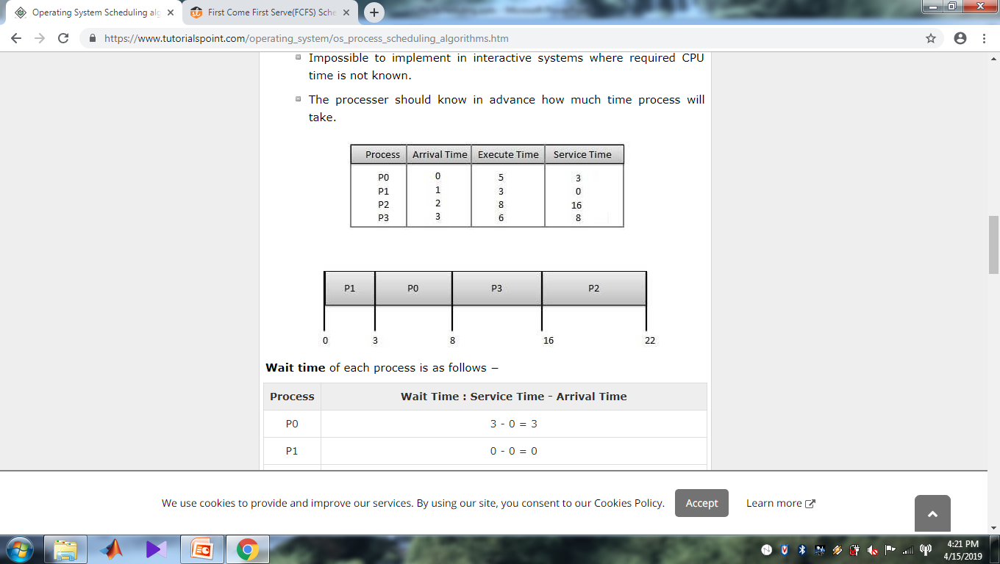 Operating System Scheduling alg
First Come First Serve(FCFS) Sche
https://www.tutorialspoint.com/operating_system/os_process_scheduling_algorithms.htm
Impossible to implement in interactive systems where required CPU
time is not known.
The processer should know in advance how much time process will
take.
Process Arrival Time Execute Time Service Time
P0 0 5 3
P1 1 3 0
P2 2 8 16
P3 3 6 8
P1 P0 P3 P2
0 3 8 16 22
Wait time of each process is as follows −
Process Wait Time : Service Time - Arrival Time
P0 3 - 0 = 3
P1 0 - 0 = 0
We use cookies to provide and improve our services. By using our site, you consent to our Cookies Policy. Accept Learn more
4:21 PM
4/15/2019